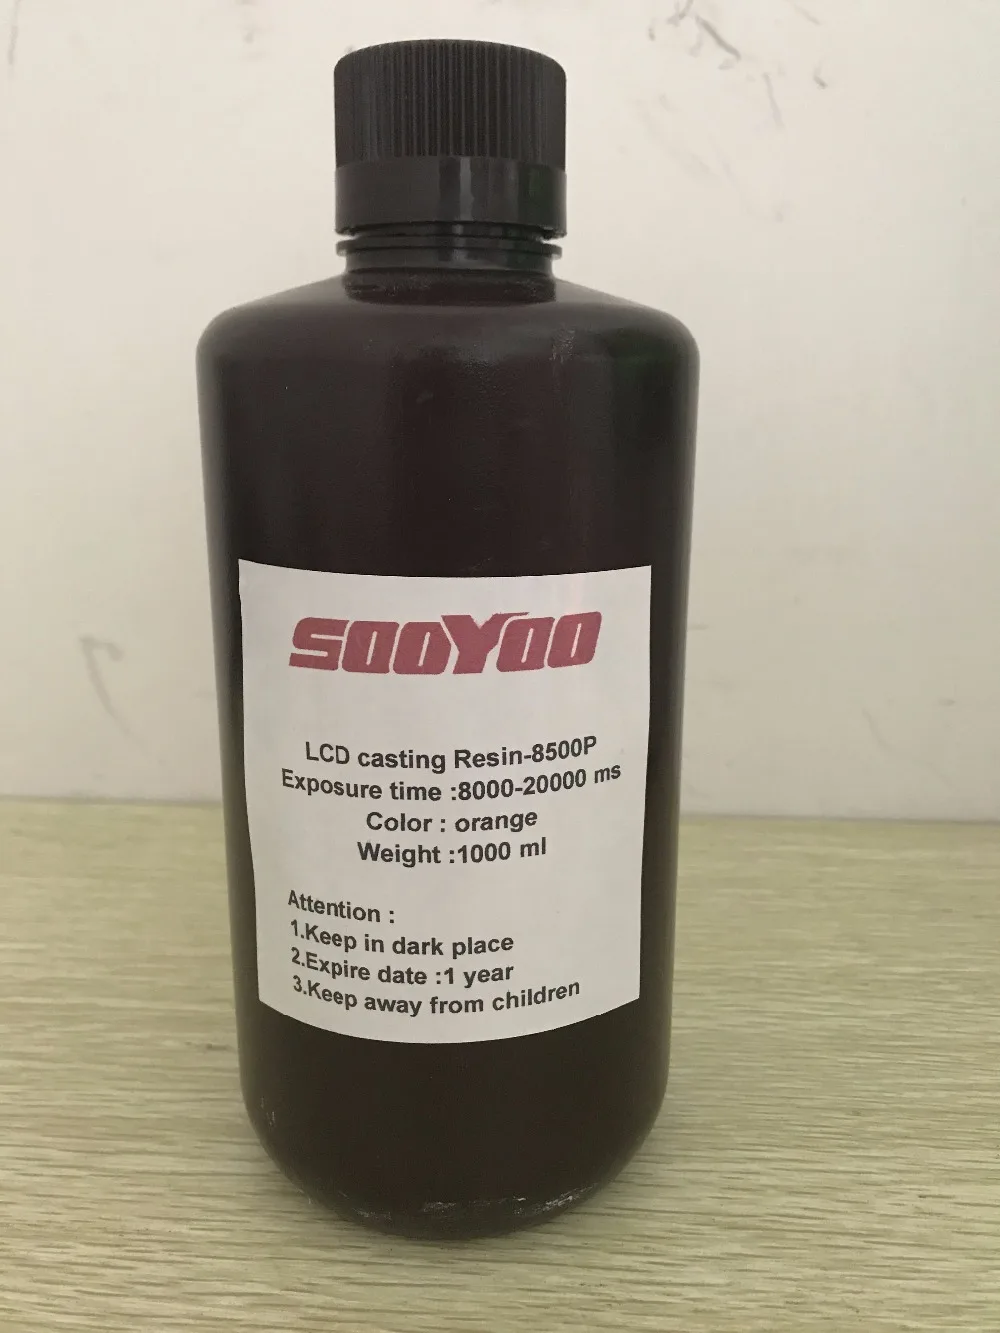 SOOYOO
LCD casting Resin-8500P
Exposure time :8000-20000 ms
Color : orange
Weight :1000 ml
Attention :
1.Keep in dark place
2.Expire date :1 year
3.Keep away from children